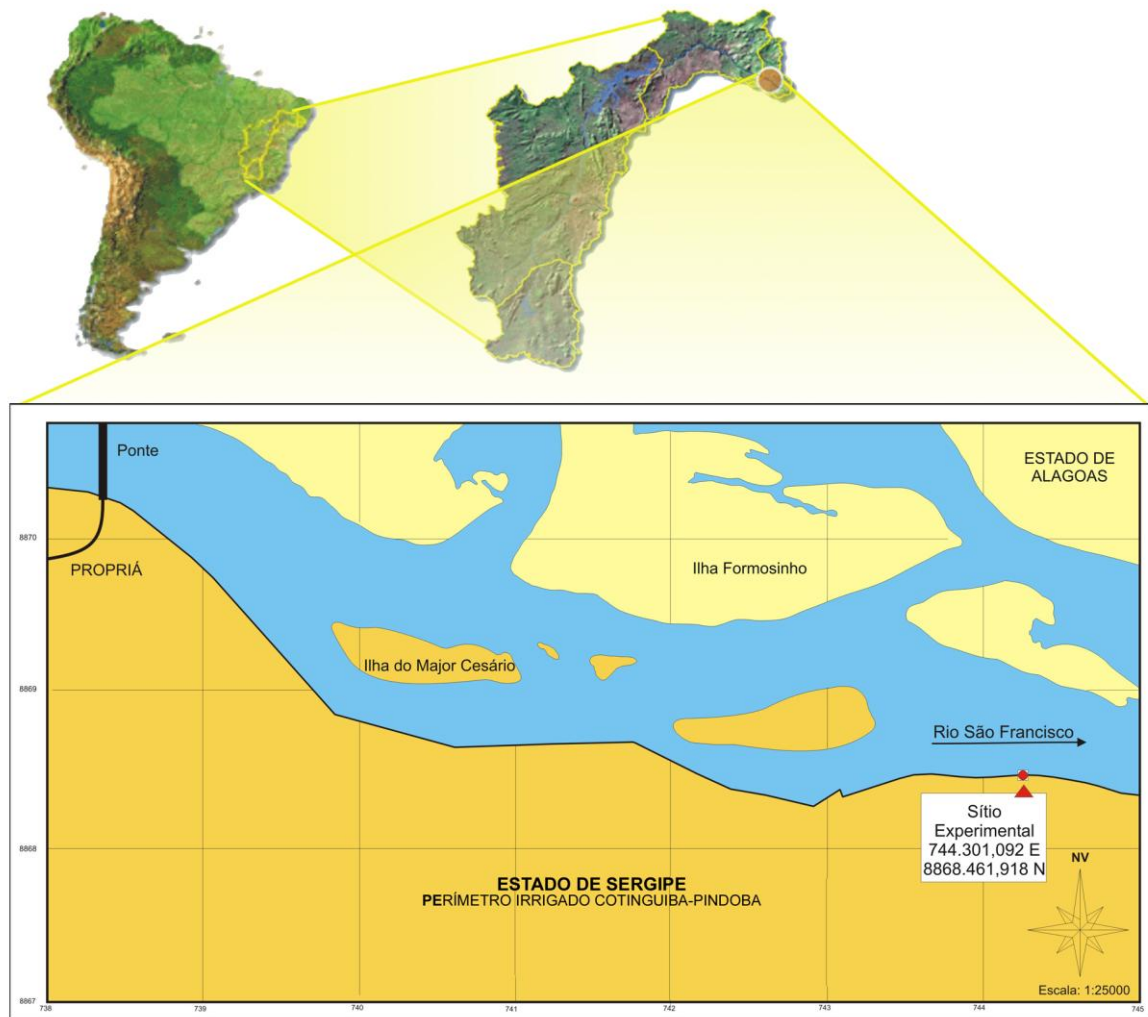 Ponte
ESTADO DE
ALAGOAS
8870
PROPRIÁ
Ilha Formosinho
Ilha do Major Cesário
8869
Rio São Francisco
Sítio
Experimental
744.301,092 E
8868.461,918 N
8868
NV
ESTADO DE SERGIPE
PERÍMETRO IRRIGADO COTINGUIBA-PINDOBA
Escala: 1:25000
8867
738 739 740 741 742 743 744 745